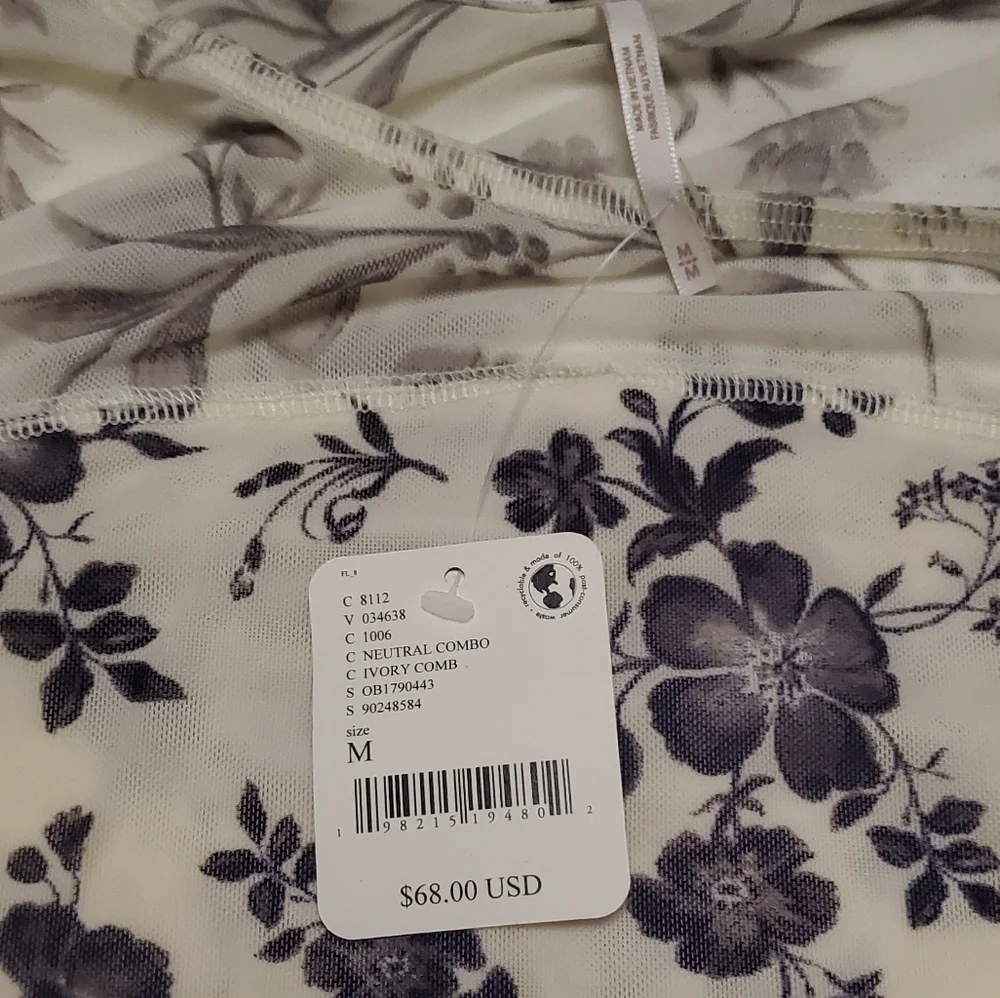 MADE IN VIETNAM
FABRIQUÉ AU VIETNAM
M|M
FL_8
recyclable & made of 100% post-consumer waste •
C 8112
V 034638
C 1006
C NEUTRAL COMBO
C IVORY COMB
S OB1790443
S 90248584
size
M
1 98215 19480 2
$68.00 USD